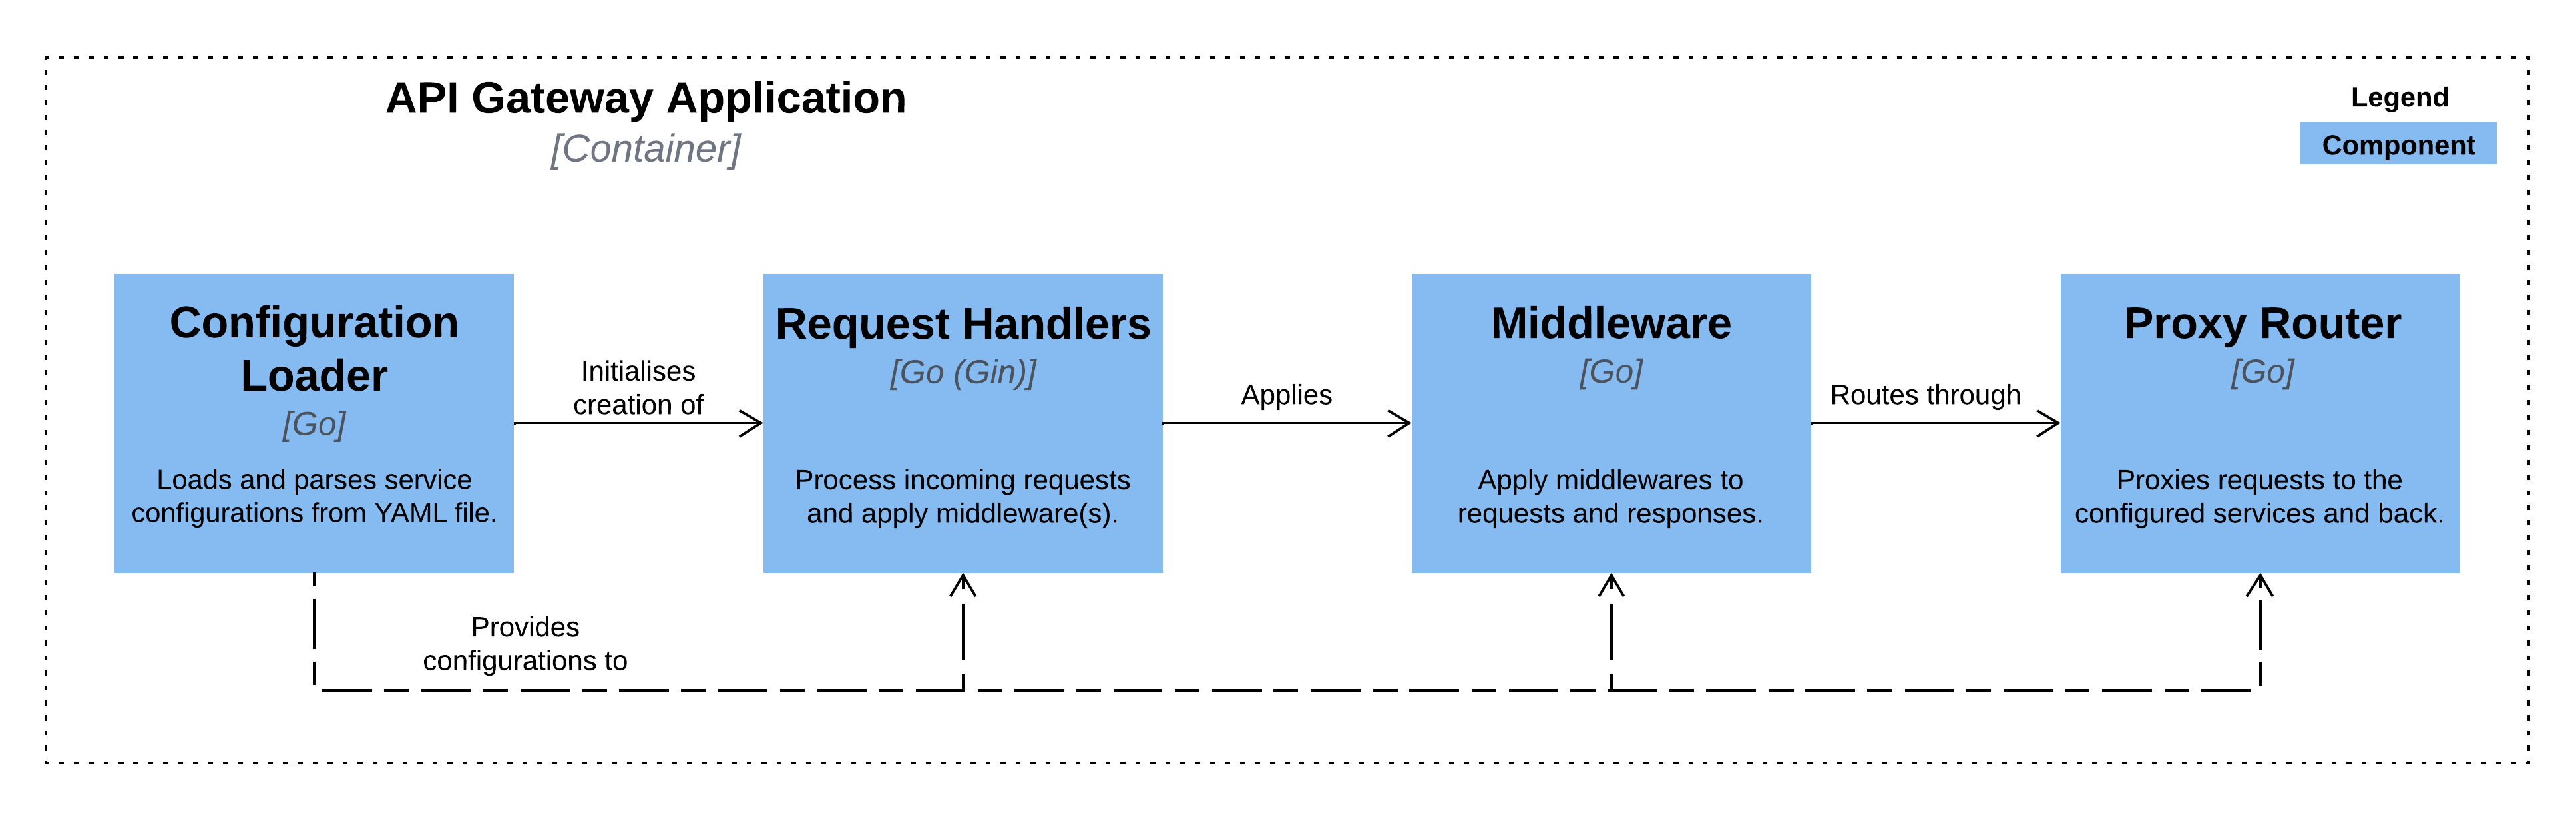 API Gateway Application
[Container]
Legend
Component
Configuration
Loader
[Go]
Loads and parses service
configurations from YAML file.
Initialises
creation of
Request Handlers
[Go (Gin)]
Process incoming requests
and apply middleware(s).
Applies
Middleware
[Go]
Apply middlewares to
requests and responses.
Routes through
Proxy Router
[Go]
Proxies requests to the
configured services and back.
Provides
configurations to